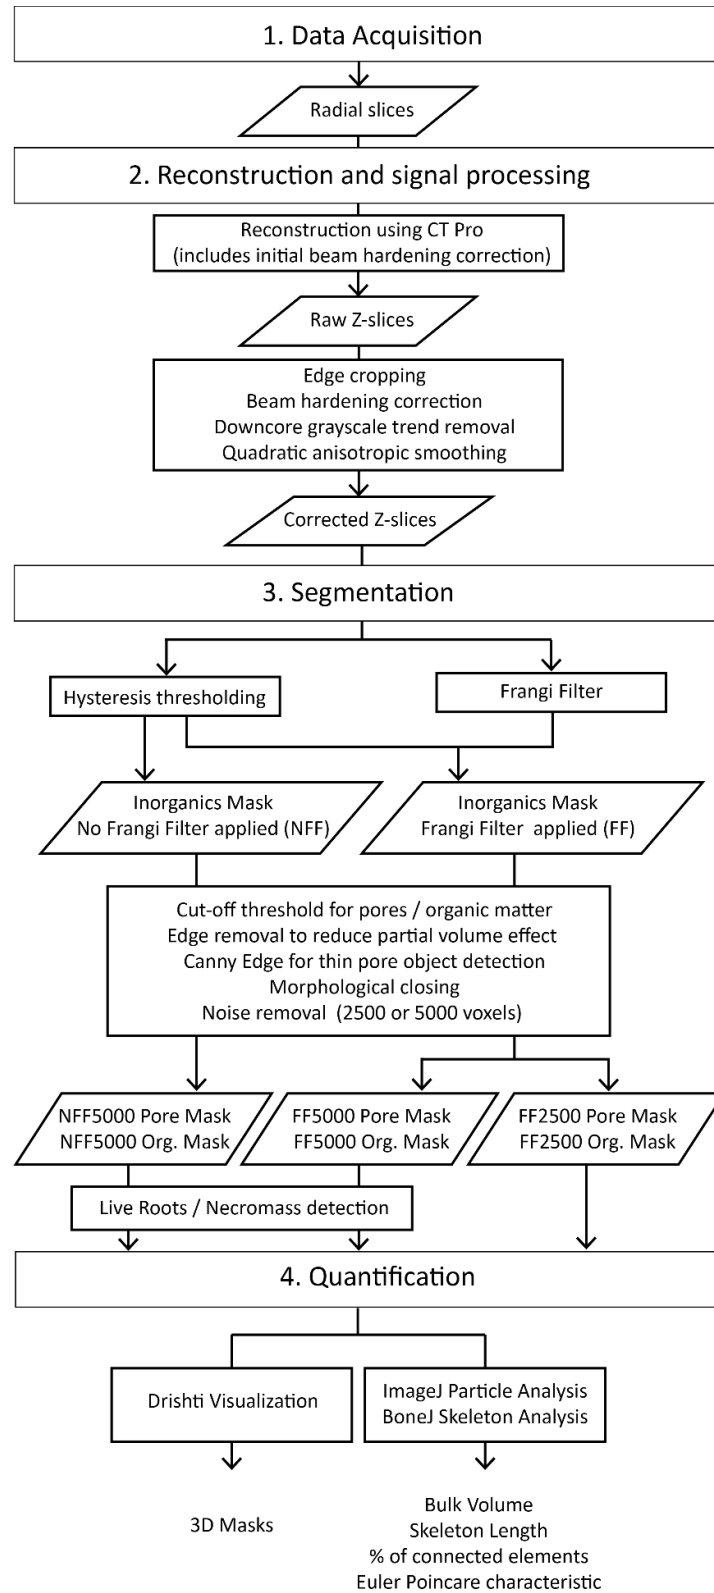 1. Data Acquisition
Radial slices
2. Reconstruction and signal processing
Reconstruction using CT Pro
(includes initial beam hardening correction)
Raw Z-slices
Edge cropping
Beam hardening correction
Downcore grayscale trend removal
Quadratic anisotropic smoothing
Corrected Z-slices
3. Segmentation
Hysteresis thresholding
Frangi Filter
Inorganics Mask
No Frangi Filter applied (NFF)
Inorganics Mask
Frangi Filter applied (FF)
Cut-off threshold for pores / organic matter
Edge removal to reduce partial volume effect
Canny Edge for thin pore object detection
Morphological closing
Noise removal (2500 or 5000 voxels)
NFF5000 Pore Mask
NFF5000 Org. Mask
FF5000 Pore Mask
FF5000 Org. Mask
FF2500 Pore Mask
FF2500 Org. Mask
Live Roots / Necromass detection
4. Quantification
Drishti Visualization
ImageJ Particle Analysis
BoneJ Skeleton Analysis
3D Masks
Bulk Volume
Skeleton Length
% of connected elements
Euler Poincare characteristic